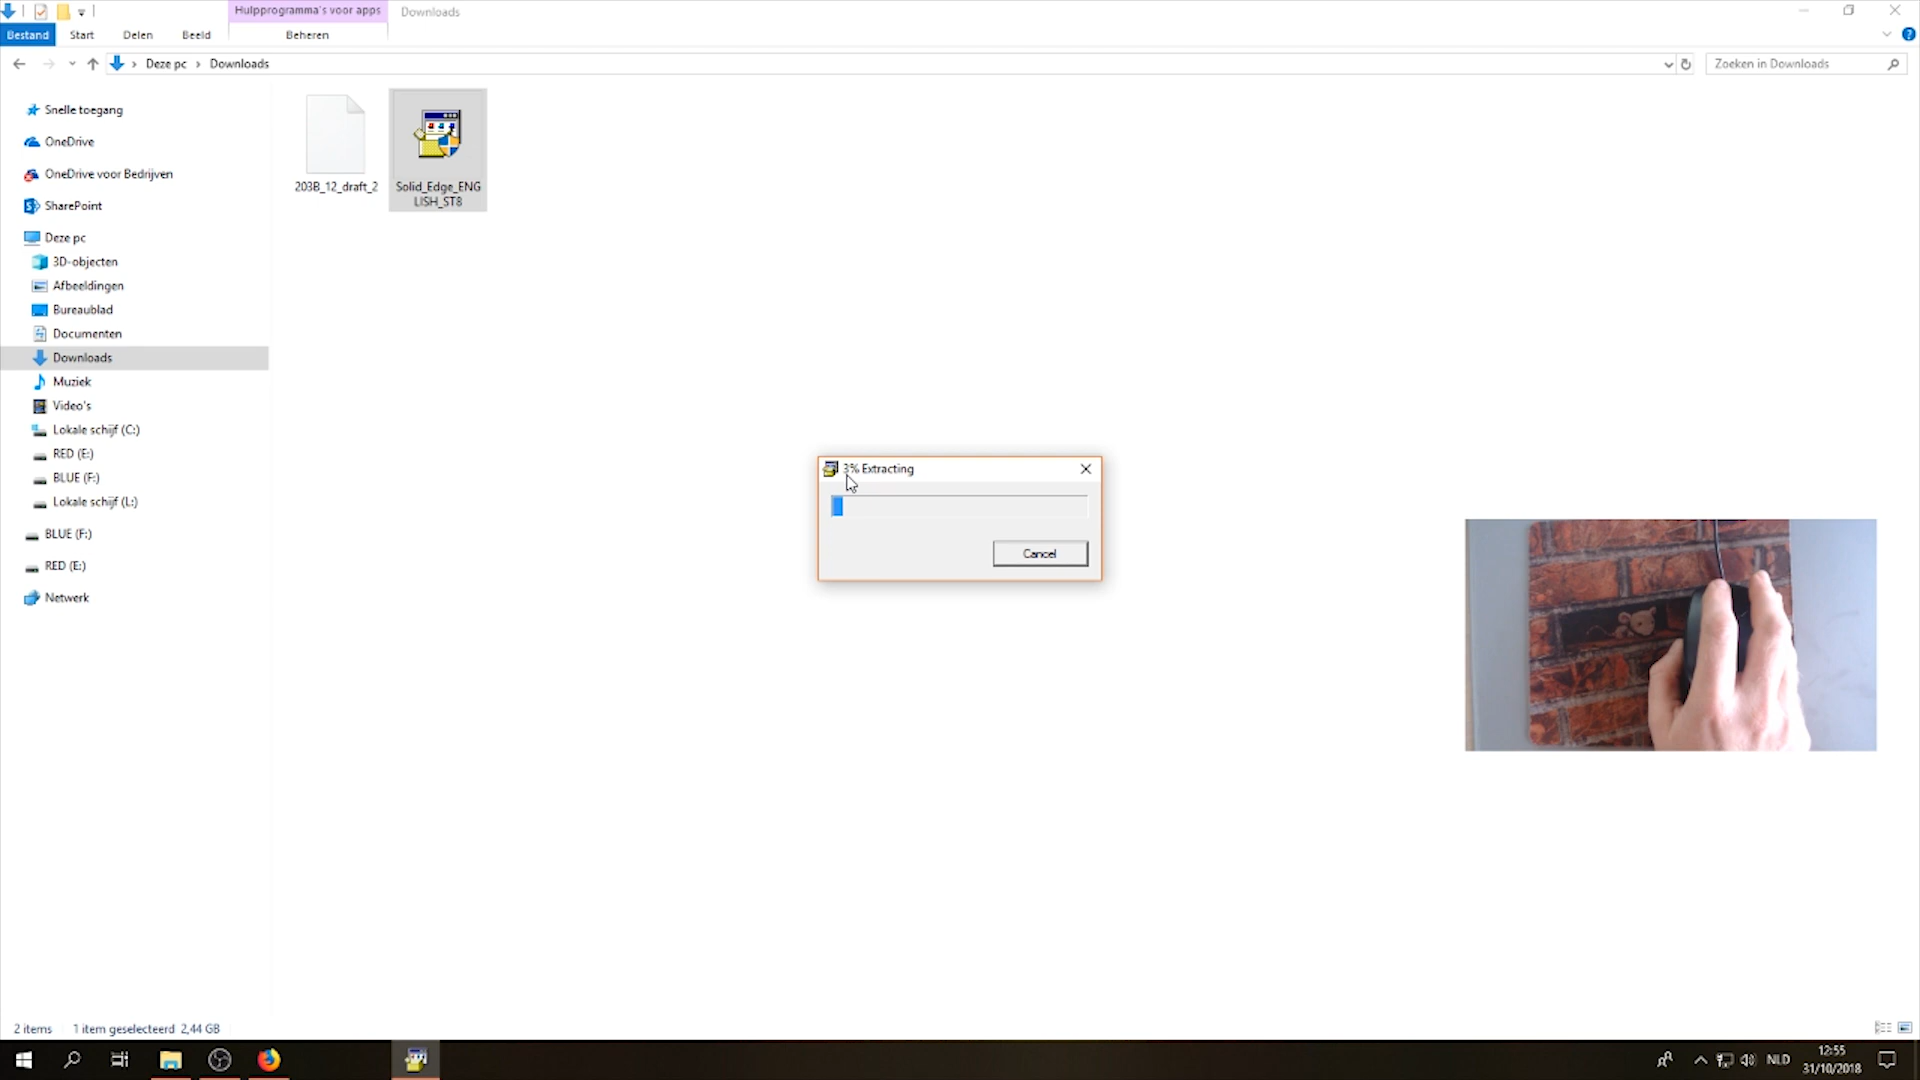 Hulpprogramma's voor apps
Downloads
Bestand
Start
Delen
Beeld
Beheren
Deze pc
Downloads
Zoeken in Downloads
Snelle toegang
OneDrive
OneDrive voor Bedrijven
SharePoint
Deze pc
3D-objecten
Afbeeldingen
Bureaublad
Documenten
Downloads
Muziek
Video's
Lokale schijf (C:)
RED (E:)
BLUE (F:)
Lokale schijf (L:)
BLUE (F:)
RED (E:)
Netwerk
203B_12_draft_2
Solid_Edge_ENG
LISH_ST8
3% Extracting
Cancel
2 items
1 item geselecteerd 2,44 GB
NLD
12:55
31/10/2018